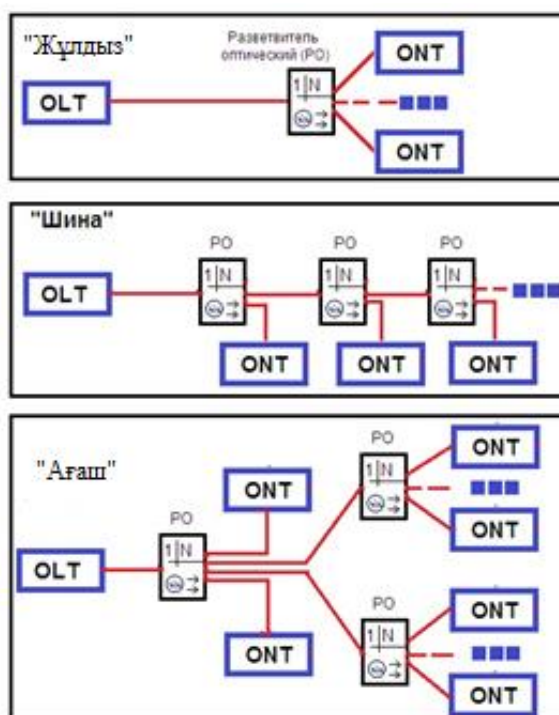 "Жұлдыз"
Разветвитель
оптический (РО)
ONT
OLT
1 N
ONT
"Шина"
РО РО РО
1 N 1 N 1 N
OLT
ONT ONT ONT
"Ағаш"
РО
ONT
1 N
ONT
ONT
РО
1 N
OLT
РО
ONT
1 N
ONT
ONT